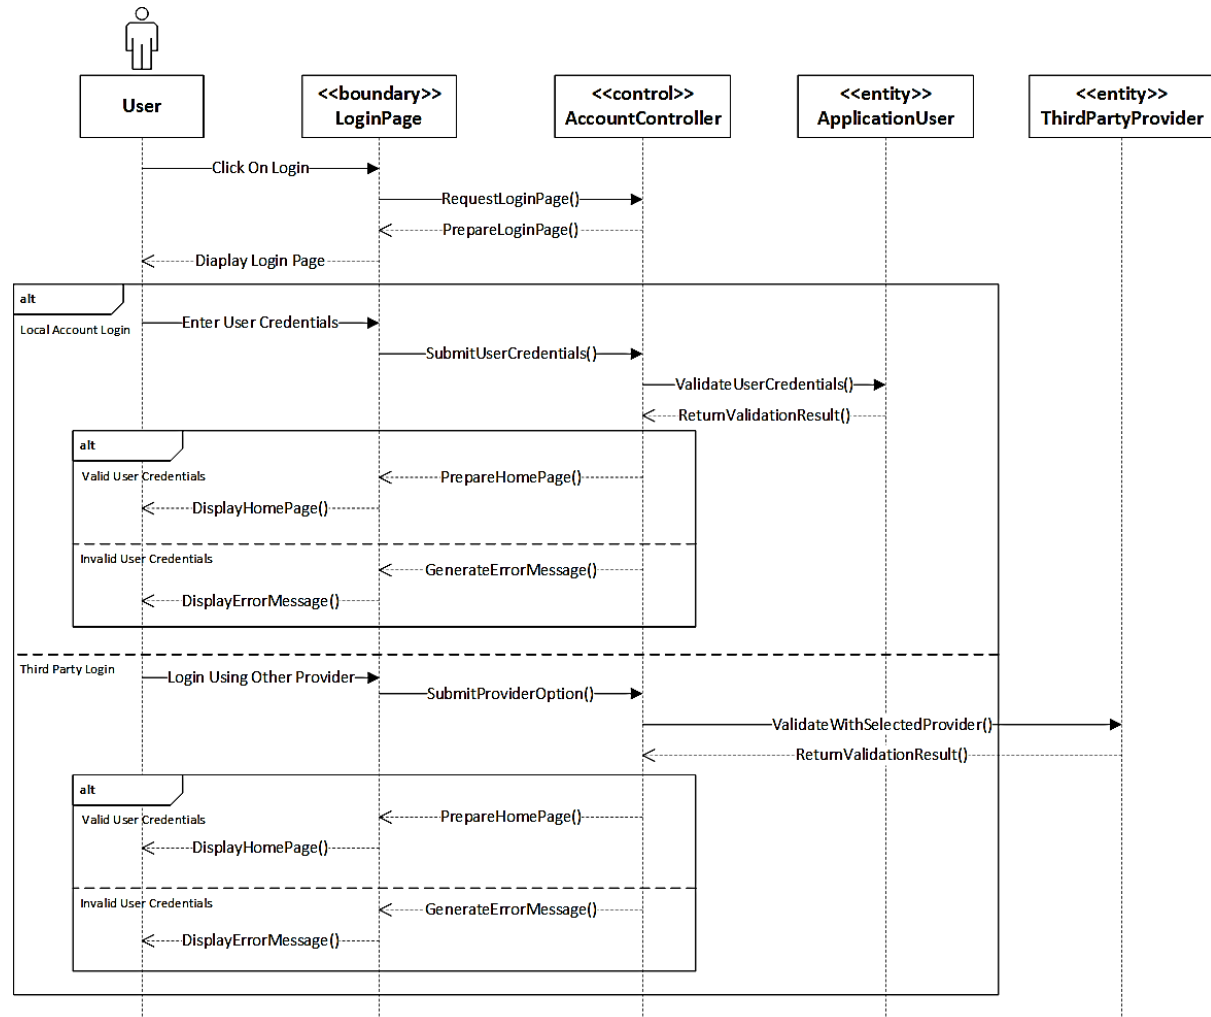 User
<<boundary>>
LoginPage
<<control>>
AccountController
<<entity>>
ApplicationUser
<<entity>>
ThirdPartyProvider
Click On Login
RequestLoginPage()
PrepareLoginPage()
Diaplay Login Page
alt
Local Account Login
Enter User Credentials
SubmitUserCredentials()
ValidateUserCredentials()
ReturnValidationResult()
alt
Valid User Credentials
PrepareHomePage()
DisplayHomePage()
Invalid User Credentials
GenerateErrorMessage()
DisplayErrorMessage()
Third Party Login
Login Using Other Provider
SubmitProviderOption()
ValidateWithSelectedProvider()
ReturnValidationResult()
alt
Valid User Credentials
PrepareHomePage()
DisplayHomePage()
Invalid User Credentials
GenerateErrorMessage()
DisplayErrorMessage()